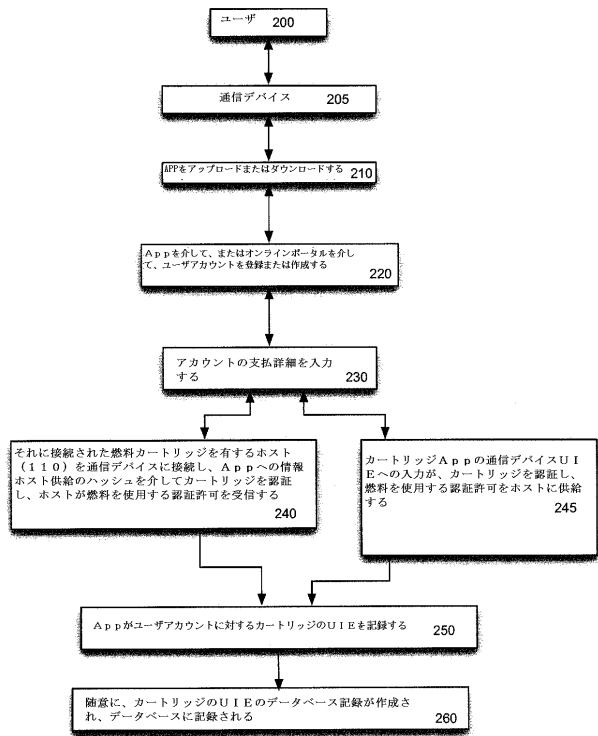 ユーザ 200
通信デバイス 205
APPをアップロードまたはダウンロードする 210
Appを介して、またはオンラインポータルを介し
て、ユーザアカウントを登録または作成する
220
アカウントの支払詳細を入力
する
230
それに接続された燃料カートリッジを有するホスト
(110)を通信デバイスに接続し、Appへの情報
ホスト供給のハッシュを介してカートリッジを認証
し、ホストが燃料を使用する認証許可を受信する
240
カートリッジAppの通信デバイスUI
Eへの入力が、カートリッジを認証し、
燃料を使用する認証許可をホストに供給
する
245
Appがユーザアカウントに対するカートリッジのUIEを記録する 250
随意に、カートリッジのUIEのデータベース記録が作成さ
れ、データベースに記録される
260